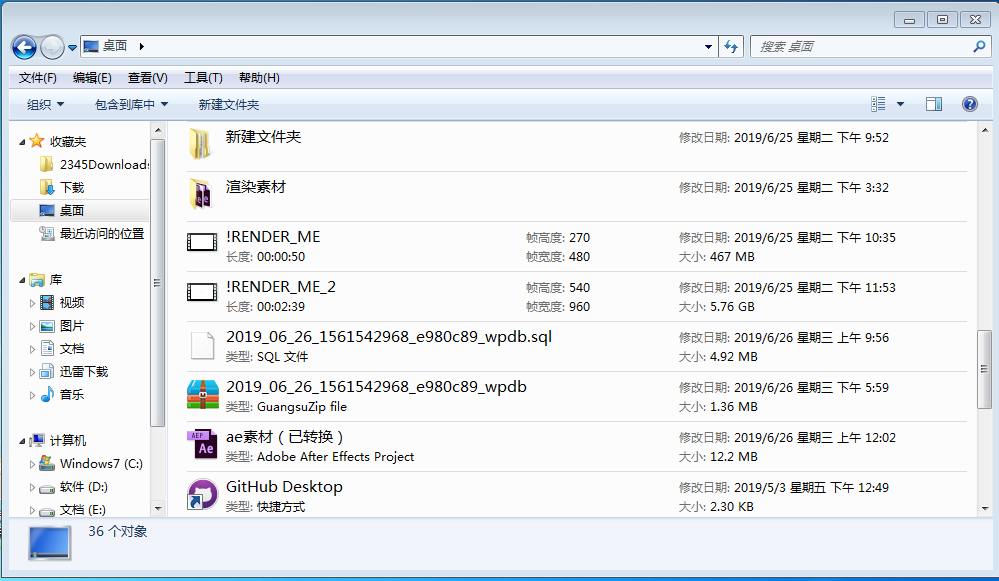 桌面
搜索 桌面
文件(F) 编辑(E) 查看(V) 工具(T) 帮助(H)
组织 包含到库中 新建文件夹
收藏夹
2345Downloads
下载
桌面
最近访问的位置
库
视频
图片
文档
迅雷下载
音乐
计算机
Windows7 (C:)
软件 (D:)
文档 (E:)
新建文件夹 修改日期: 2019/6/25 星期二 下午 9:52
渲染素材 修改日期: 2019/6/25 星期二 下午 3:32
!RENDER_ME 帧高度: 270 修改日期: 2019/6/25 星期二 下午 10:35
长度: 00:00:50 帧宽度: 480 大小: 467 MB
!RENDER_ME_2 帧高度: 540 修改日期: 2019/6/25 星期二 下午 11:53
长度: 00:02:39 帧宽度: 960 大小: 5.76 GB
2019_06_26_1561542968_e980c89_wpdb.sql 修改日期: 2019/6/26 星期三 上午 9:56
类型: SQL 文件 大小: 4.92 MB
2019_06_26_1561542968_e980c89_wpdb 修改日期: 2019/6/26 星期三 下午 5:59
类型: GuangsuZip file 大小: 1.36 MB
AEP
Ae
ae素材（已转换） 修改日期: 2019/6/26 星期三 上午 12:02
类型: Adobe After Effects Project 大小: 12.2 MB
GitHub Desktop 修改日期: 2019/5/3 星期五 下午 12:49
类型: 快捷方式 大小: 2.30 KB
36 个对象